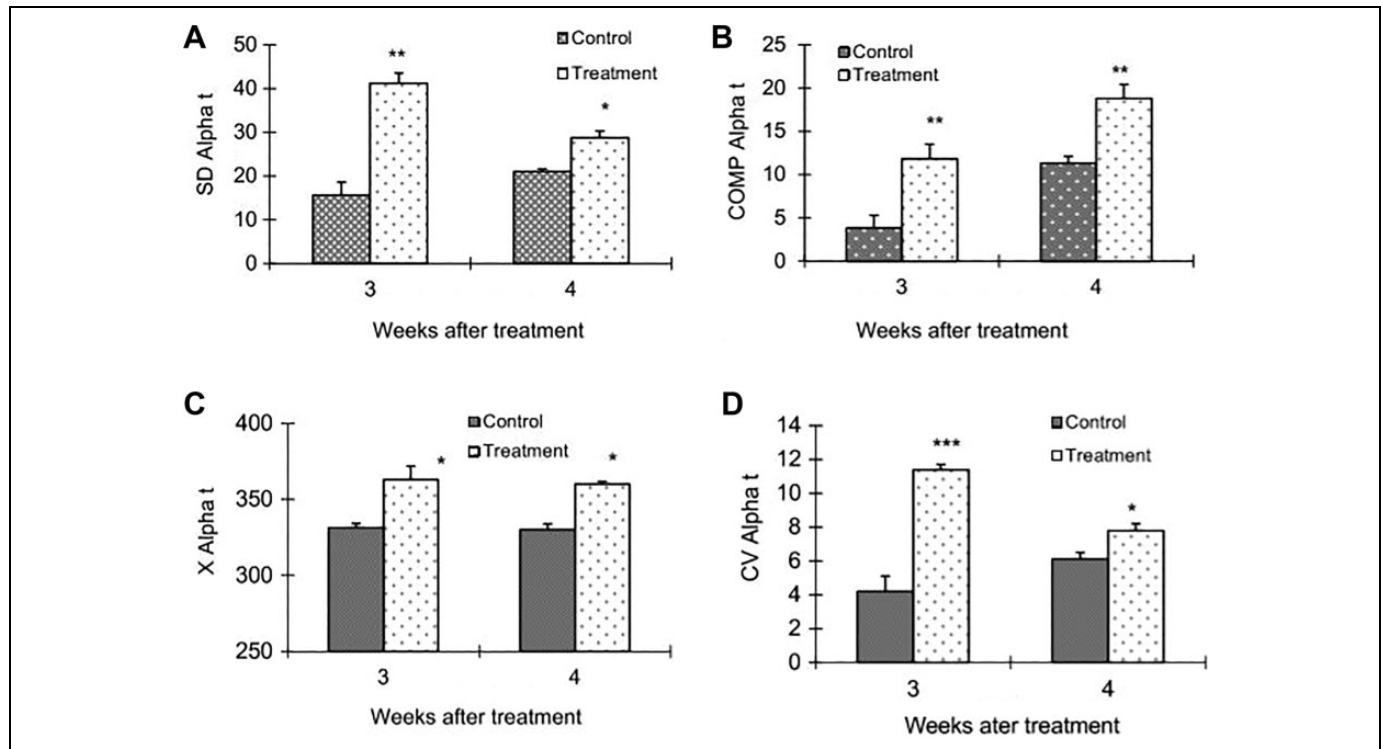 A
SD Alpha t
50
40
30
20
10
0
**
*
Control
Treatment
3
4
Weeks after treatment
B
COMP Alpha t
25
20
15
10
5
0
Control
Treatment
**
**
3
4
Weeks after treatment
C
X Alpha t
400
350
300
250
Control
Treatment
*
*
3
4
Weeks after treatment
D
CV Alpha t
14
12
10
8
6
4
2
0
***
*
Control
Treatment
3
4
Weeks ater treatment